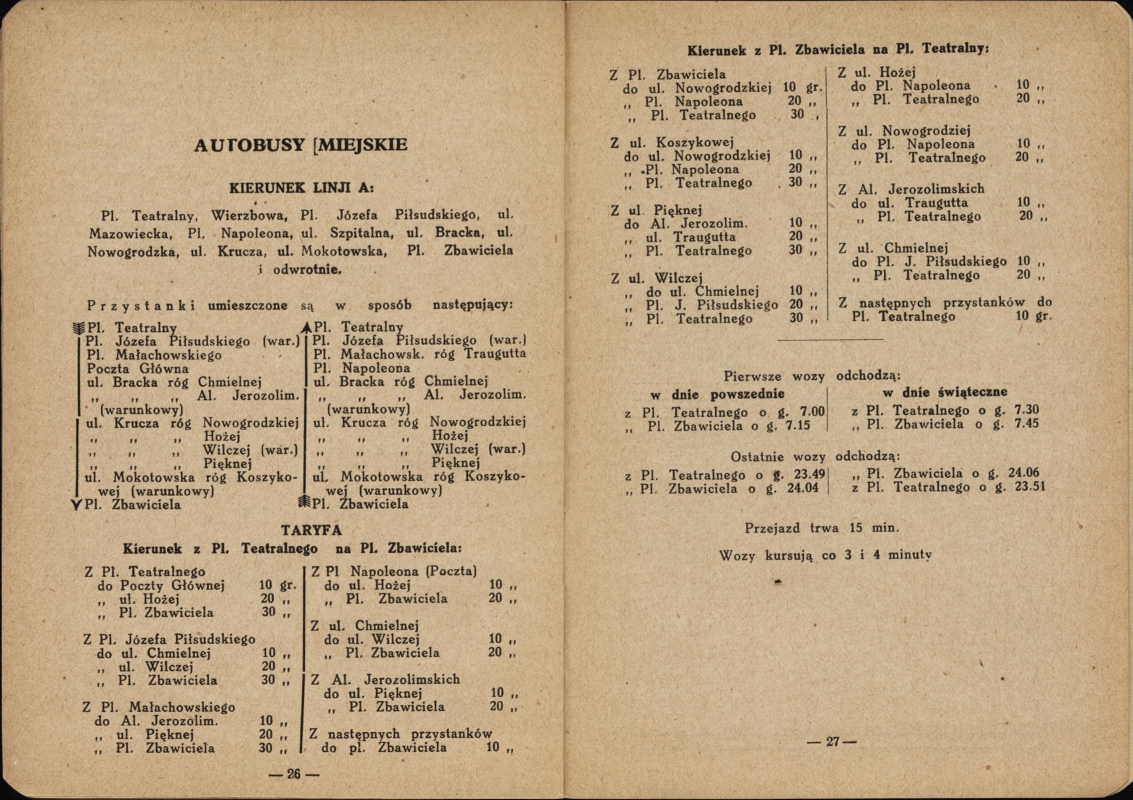 AUTOBUSY [MIEJSKIE
KIERUNEK LINJI A:
Pl. Teatralny, Wierzbowa, Pl. Józefa Piłsudskiego, ul.
Mazowiecka, Pl. Napoleona, ul. Szpitalna, ul. Bracka, ul.
Nowogrodzka, ul. Krucza, ul. Mokotowska, Pl. Zbawiciela
i odwrotnie.
Przystanki umieszczone są w sposób następujący:
Pl. Teatralny
Pl. Józefa Piłsudskiego (war.)
Pl. Małachowskiego
Poczta Główna
ul. Bracka róg Chmielnej
„ „ „ Al. Jerozolim.
(warunkowy)
ul. Krucza róg Nowogrodzkiej
„ „ „ Hożej
„ „ „ Wilczej (war.)
„ „ „ Pięknej
ul. Mokotowska róg Koszyko-
wej (warunkowy)
Pl. Zbawiciela
Pl. Teatralny
Pl. Józefa Piłsudskiego (war.)
Pl. Małachowsk. róg Traugutta
Pl. Napoleona
ul. Bracka róg Chmielnej
„ „ „ Al. Jerozolim.
(warunkowy)
ul. Krucza róg Nowogrodzkiej
„ „ „ Hożej
„ „ „ Wilczej (war.)
„ „ „ Pięknej
ul. Mokotowska róg Koszyko-
wej (warunkowy)
Pl. Zbawiciela
TARYFA
Kierunek z Pl. Teatralnego na Pl. Zbawiciela:
Z Pl. Teatralnego
do Poczty Głównej 10 gr.
„ ul. Hożej 20 „
„ Pl. Zbawiciela 30 „
Z Pl. Józefa Piłsudskiego
do ul. Chmielnej 10 „
„ ul. Wilczej 20 „
„ Pl. Zbawiciela 30 „
Z Pl. Małachowskiego
do Al. Jerozolim. 10 „
„ ul. Pięknej 20 „
„ Pl. Zbawiciela 30 „
Z Pl Napoleona (Poczta)
do ul. Hożej 10 „
„ Pl. Zbawiciela 20 „
Z ul. Chmielnej
do ul. Wilczej 10 „
„ Pl. Zbawiciela 20 „
Z Al. Jerozolimskich
do ul. Pięknej 10 „
„ Pl. Zbawiciela 20 „
Z następnych przystanków
do pl. Zbawiciela 10 „
— 26 —
Kierunek z Pl. Zbawiciela na Pl. Teatralny:
Z Pl. Zbawiciela
do ul. Nowogrodzkiej 10 gr.
„ Pl. Napoleona 20 „
„ Pl. Teatralnego 30 „
Z ul. Koszykowej
do ul. Nowogrodzkiej 10 „
„ Pl. Napoleona 20 „
„ Pl. Teatralnego 30 „
Z ul. Pięknej
do Al. Jerozolim. 10 „
„ ul. Traugutta 20 „
„ Pl. Teatralnego 30 „
Z ul. Wilczej
„ do ul. Chmielnej 10 „
„ Pl. J. Piłsudskiego 20 „
„ Pl. Teatralnego 30 „
Z ul. Hożej
do Pl. Napoleona 10 „
„ Pl. Teatralnego 20 „
Z ul. Nowogrodziej
do Pl. Napoleona 10 „
„ Pl. Teatralnego 20 „
Z Al. Jerozolimskich
do ul. Traugutta 10 „
„ Pl. Teatralnego 20 „
Z ul. Chmielnej
do Pl. J. Piłsudskiego 10 „
„ Pl. Teatralnego 20 „
Z następnych przystanków do
Pl. Teatralnego 10 gr.
Pierwsze wozy odchodzą:
w dnie powszednie
z Pl. Teatralnego o g. 7.00
„ Pl. Zbawiciela o g. 7.15
w dnie świąteczne
z Pl. Teatralnego o g. 7.30
„ Pl. Zbawiciela o g. 7.45
Ostatnie wozy odchodzą:
z Pl. Teatralnego o g. 23.49
„ Pl. Zbawiciela o g. 24.04
„ Pl. Zbawiciela o g. 24.06
z Pl. Teatralnego o g. 23.51
Przejazd trwa 15 min.
Wozy kursują co 3 i 4 minuty
— 27 —